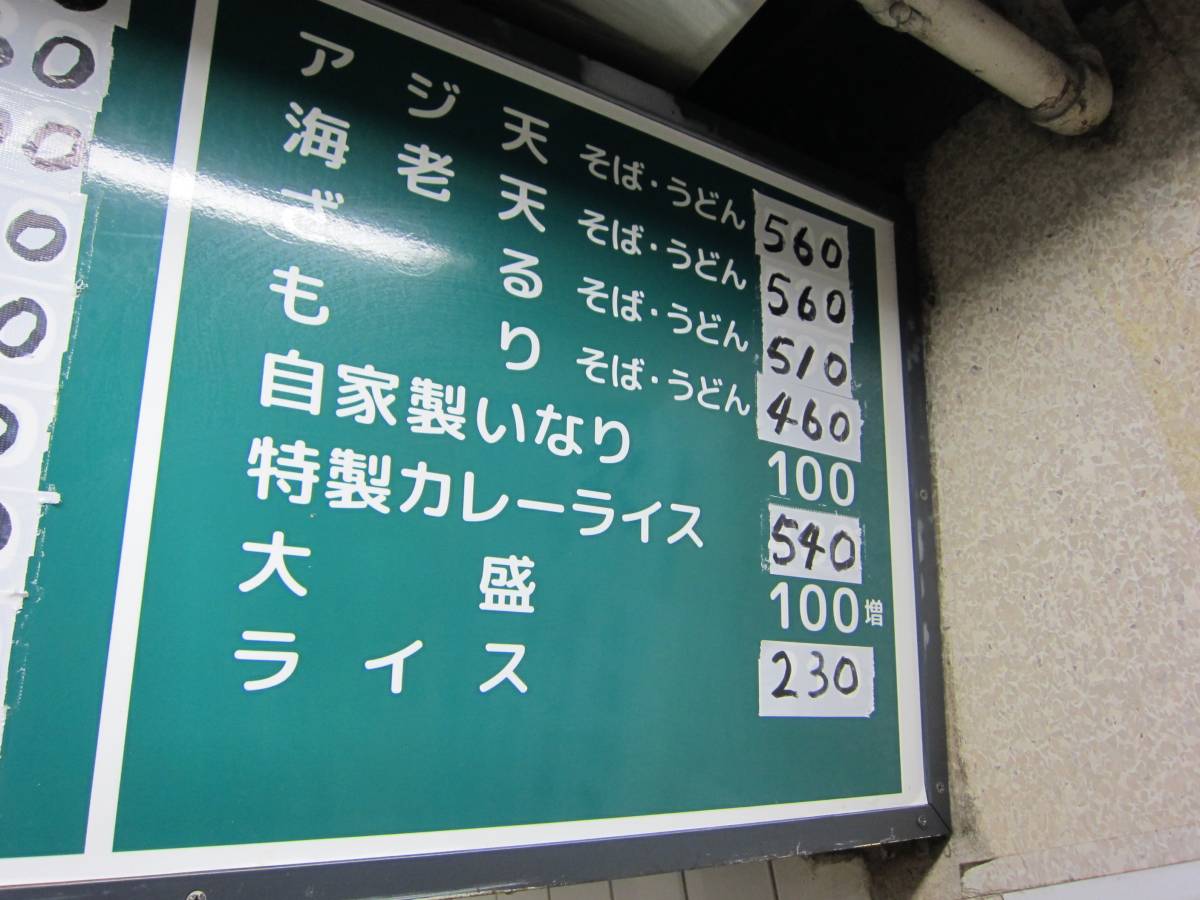 アジ天 そば・うどん 560
海老天 そば・うどん 560
ざる そば・うどん 510
もり そば・うどん 460
自家製いなり 100
特製カレーライス 540
大盛 100増
ライス 230